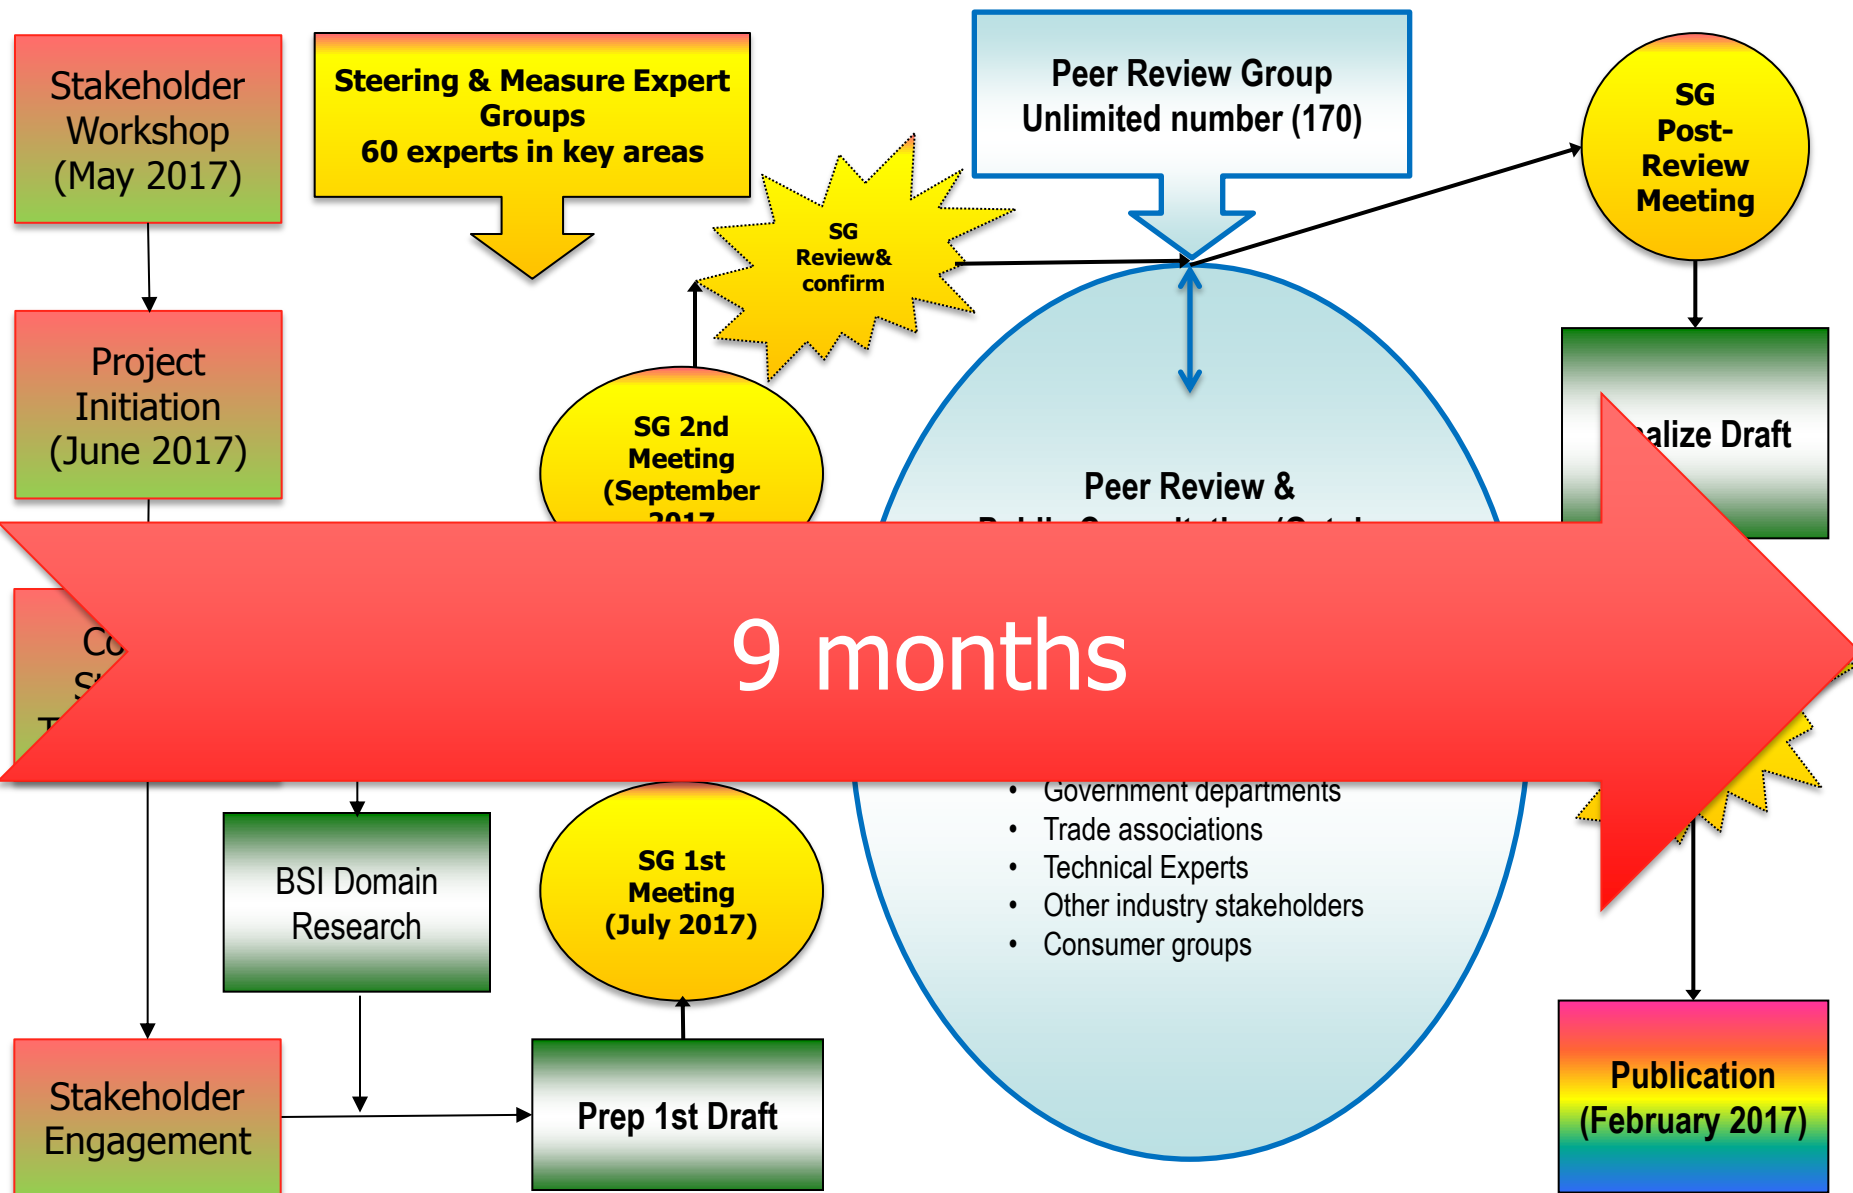 Stakeholder
Workshop
(May 2017)
Steering & Measure Expert
Groups
60 experts in key areas
Peer Review Group
Unlimited number (170)
SG
Post-
Review
Meeting
SG
Review&
confirm
Project
Initiation
(June 2017)
SG 2nd
Meeting
(September
2017
Peer Review &
Draft
9 months
Government departments
Trade associations
Technical Experts
Other industry stakeholders
Consumer groups
BSI Domain
Research
SG 1st
Meeting
(July 2017)
Stakeholder
Engagement
Prep 1st Draft
Publication
(February 2017)